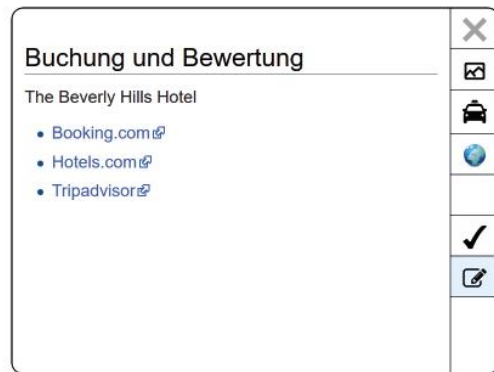 Buchung und Bewertung
The Beverly Hills Hotel
Booking.com
Hotels.com
Tripadvisor